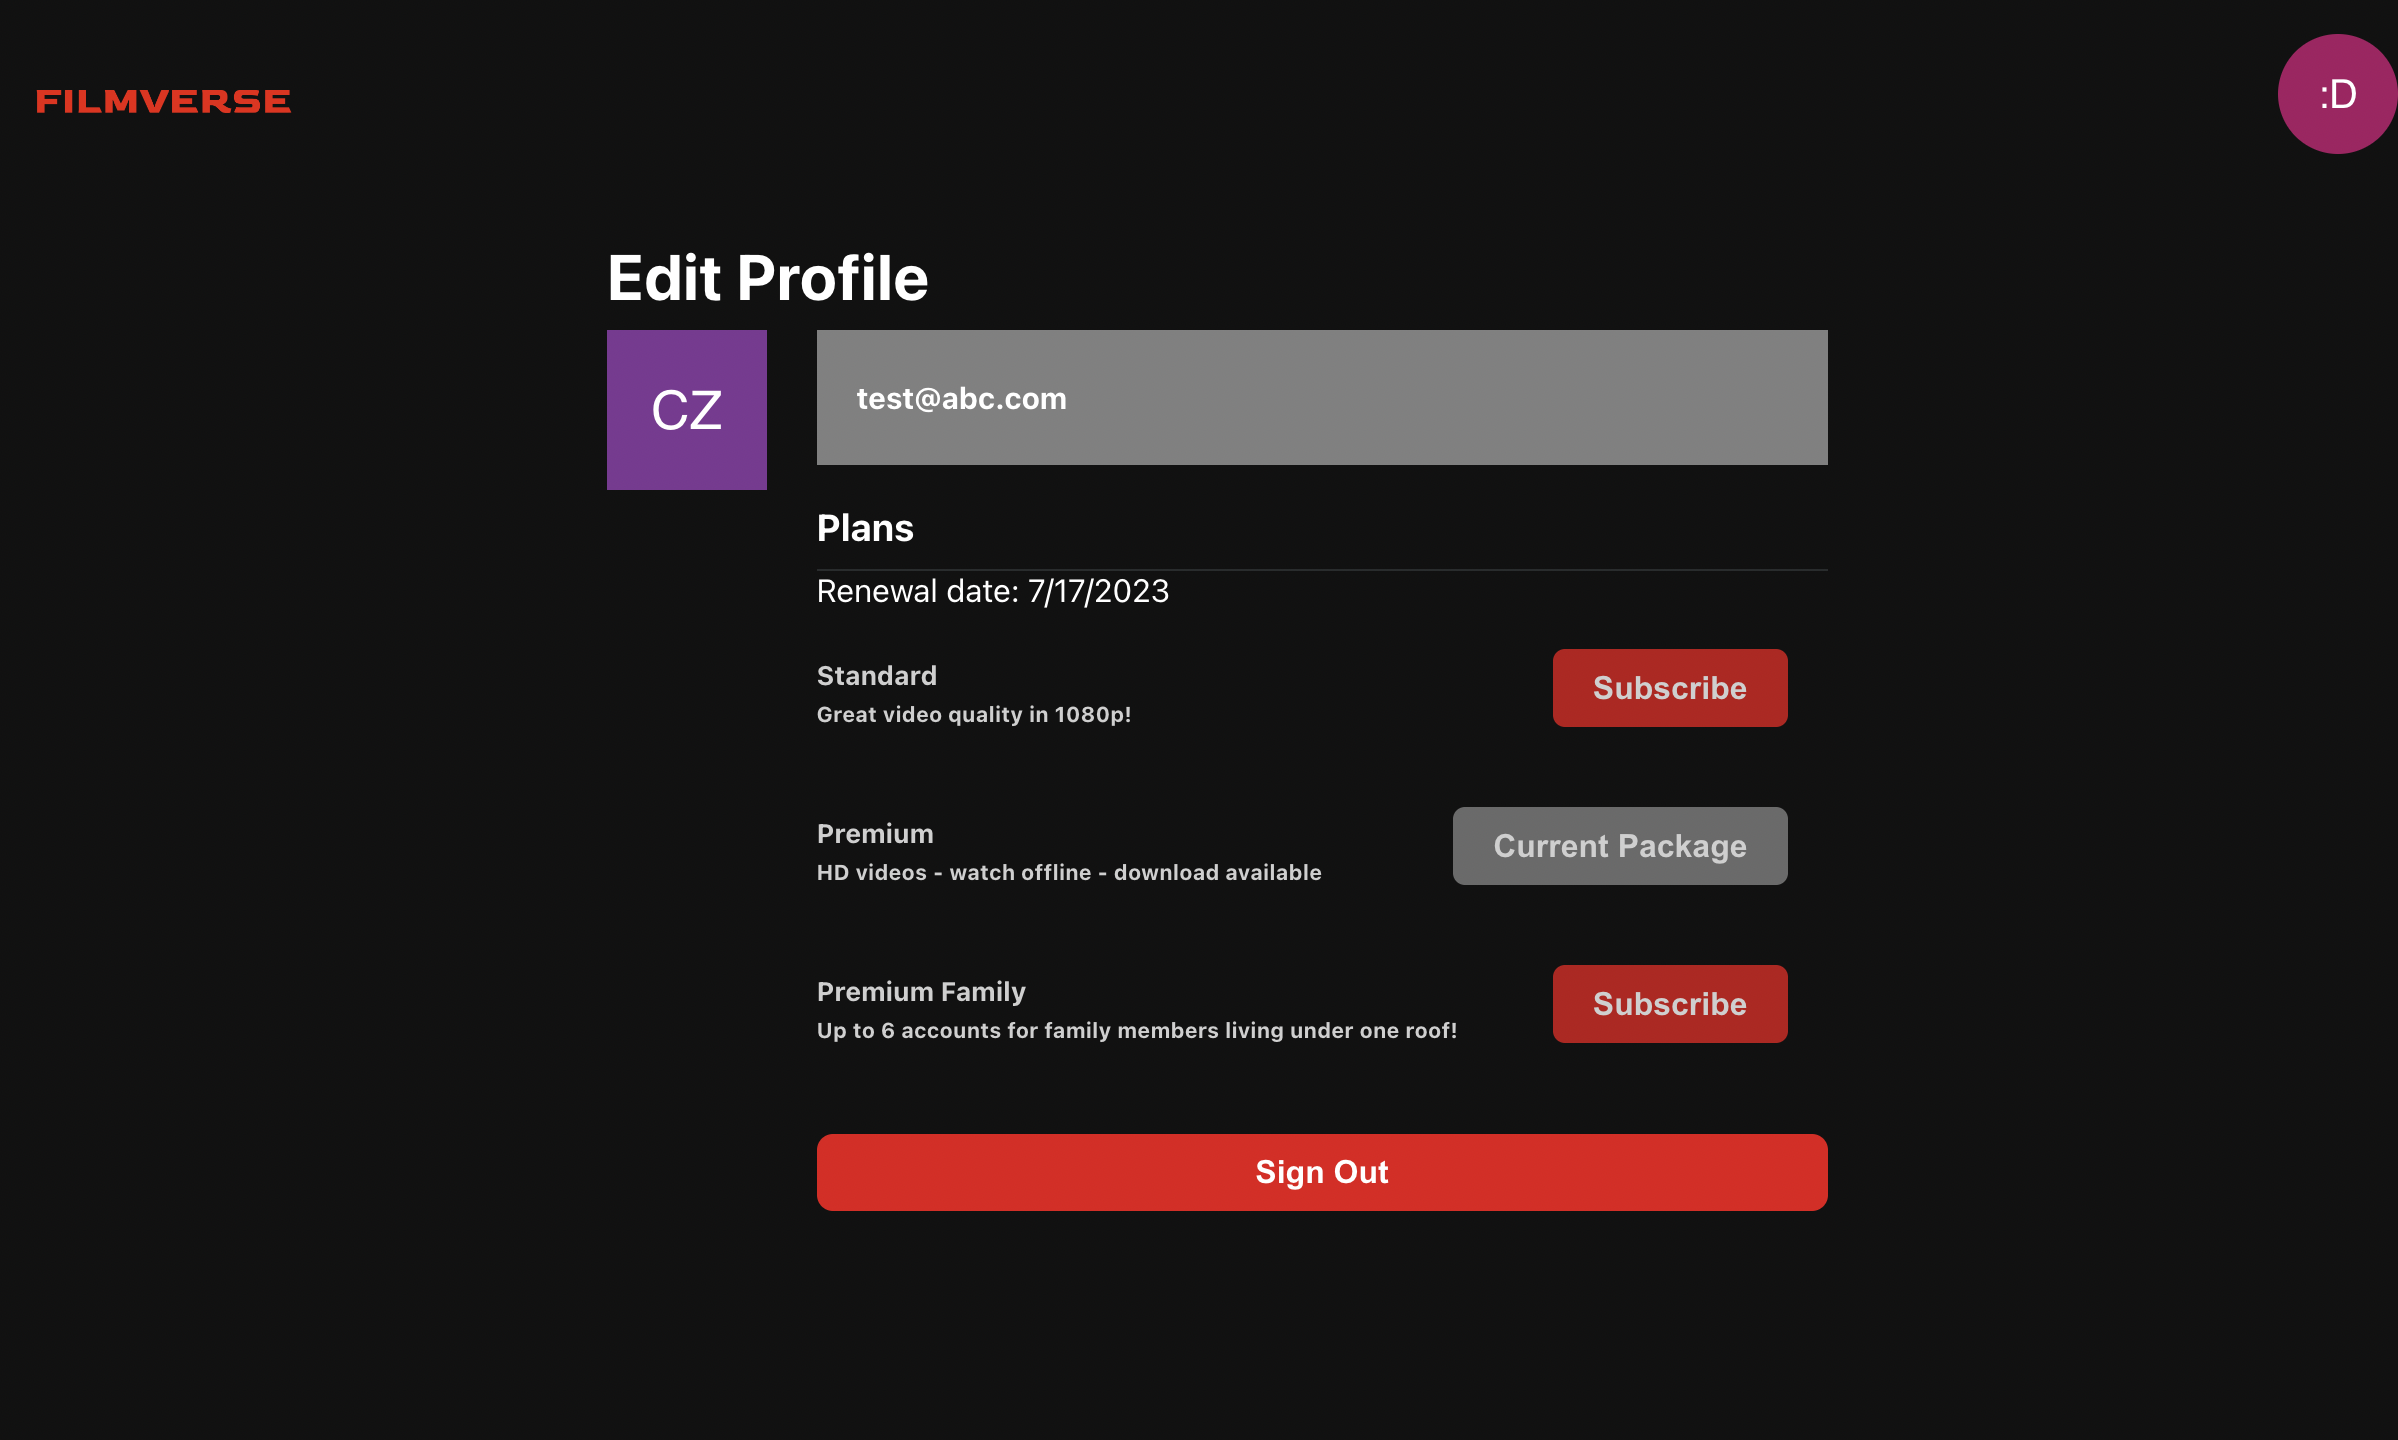 FILMVERSE
:D
Edit Profile
CZ
test@abc.com
Plans
Renewal date: 7/17/2023
Standard
Great video quality in 1080p!
Subscribe
Premium
HD videos - watch offline - download available
Current Package
Premium Family
Up to 6 accounts for family members living under one roof!
Subscribe
Sign Out